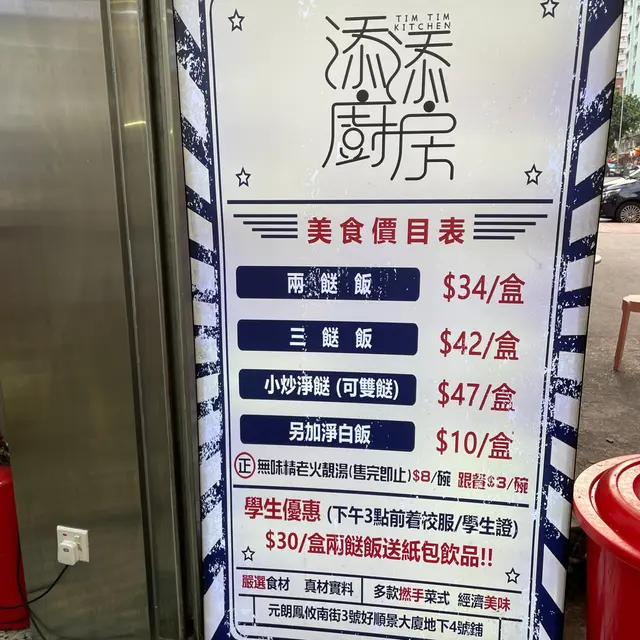 TIM TIM
KITCHEN
添添
廚房
美食價目表
兩餸飯 $34/盒
三餸飯 $42/盒
小炒淨餸 (可雙餸) $47/盒
另加淨白飯 $10/盒
正 無味精老火靚湯(售完即止)$8/碗 跟餐$3/碗
學生優惠 (下午3點前着校服/學生證)
$30/盒兩餸飯送紙包飲品!!
嚴選食材 真材實料 多款撚手菜式 經濟美味
元朗鳳攸南街3號好順景大廈地下4號鋪